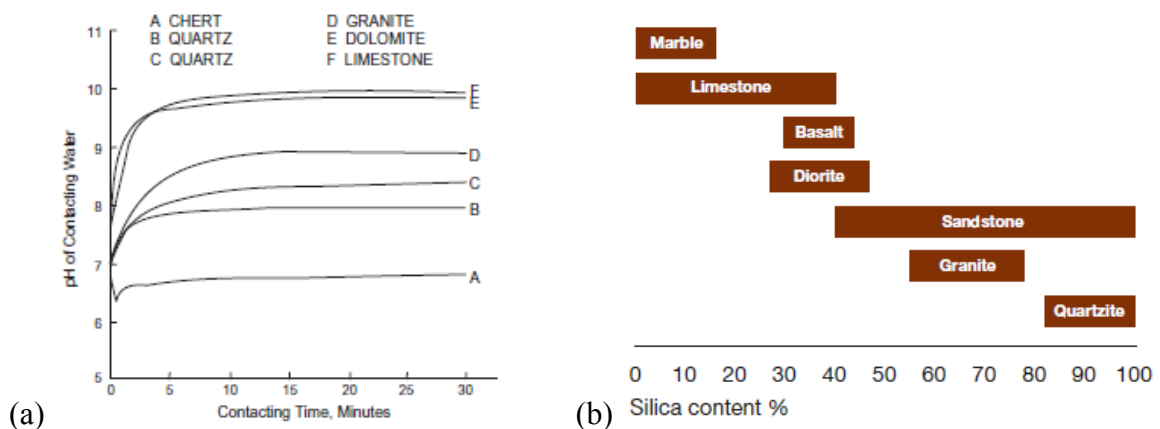 A CHERT D GRANITE
B QUARTZ E DOLOMITE
C QUARTZ F LIMESTONE
11
10
9
8
7
6
5
pH of Contacting Water
F
E
D
C
B
A
0 5 10 15 20 25 30
Contacting Time, Minutes
(a)
Marble
Limestone
Basalt
Diorite
Sandstone
Granite
Quartzite
0 10 20 30 40 50 60 70 80 90 100
Silica content %
(b)